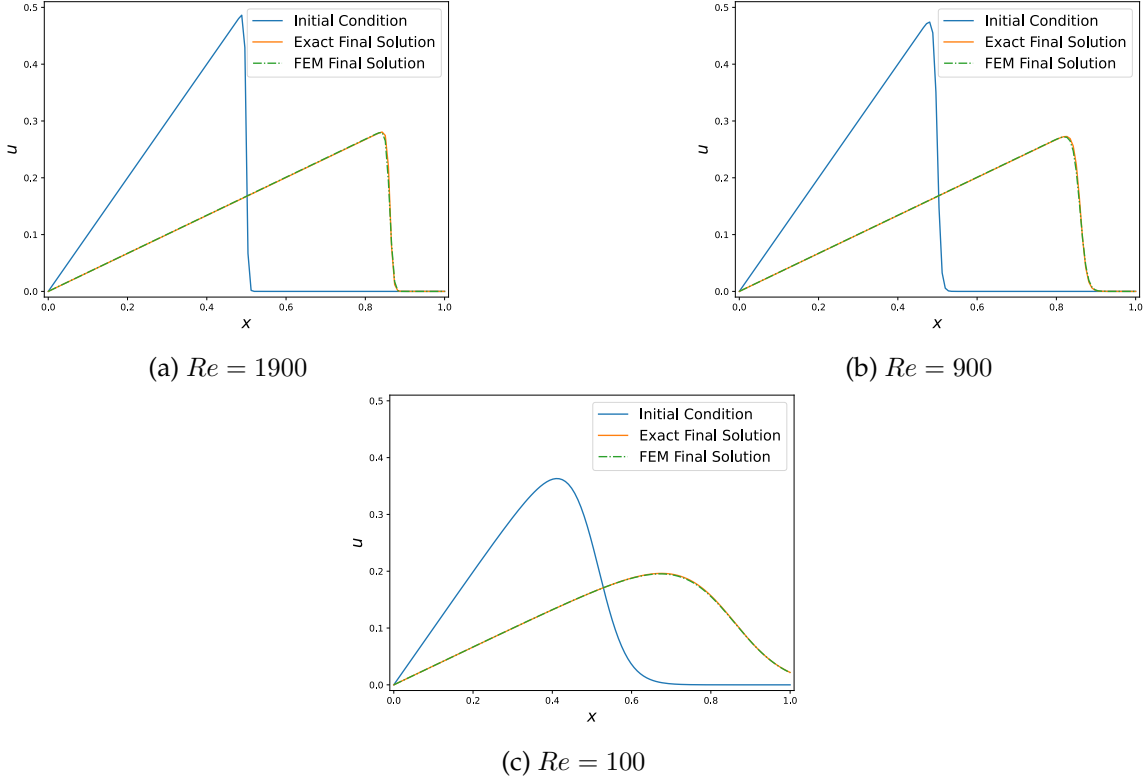 Initial Condition
Exact Final Solution
FEM Final Solution
0.5
0.4
0.3
0.2
0.1
0.0
u
0.0 0.2 0.4 0.6 0.8 1.0
x
(a) Re = 1900
Initial Condition
Exact Final Solution
FEM Final Solution
0.5
0.4
0.3
0.2
0.1
0.0
u
0.0 0.2 0.4 0.6 0.8 1.0
x
(b) Re = 900
Initial Condition
Exact Final Solution
FEM Final Solution
0.5
0.4
0.3
0.2
0.1
0.0
u
0.0 0.2 0.4 0.6 0.8 1.0
x
(c) Re = 100